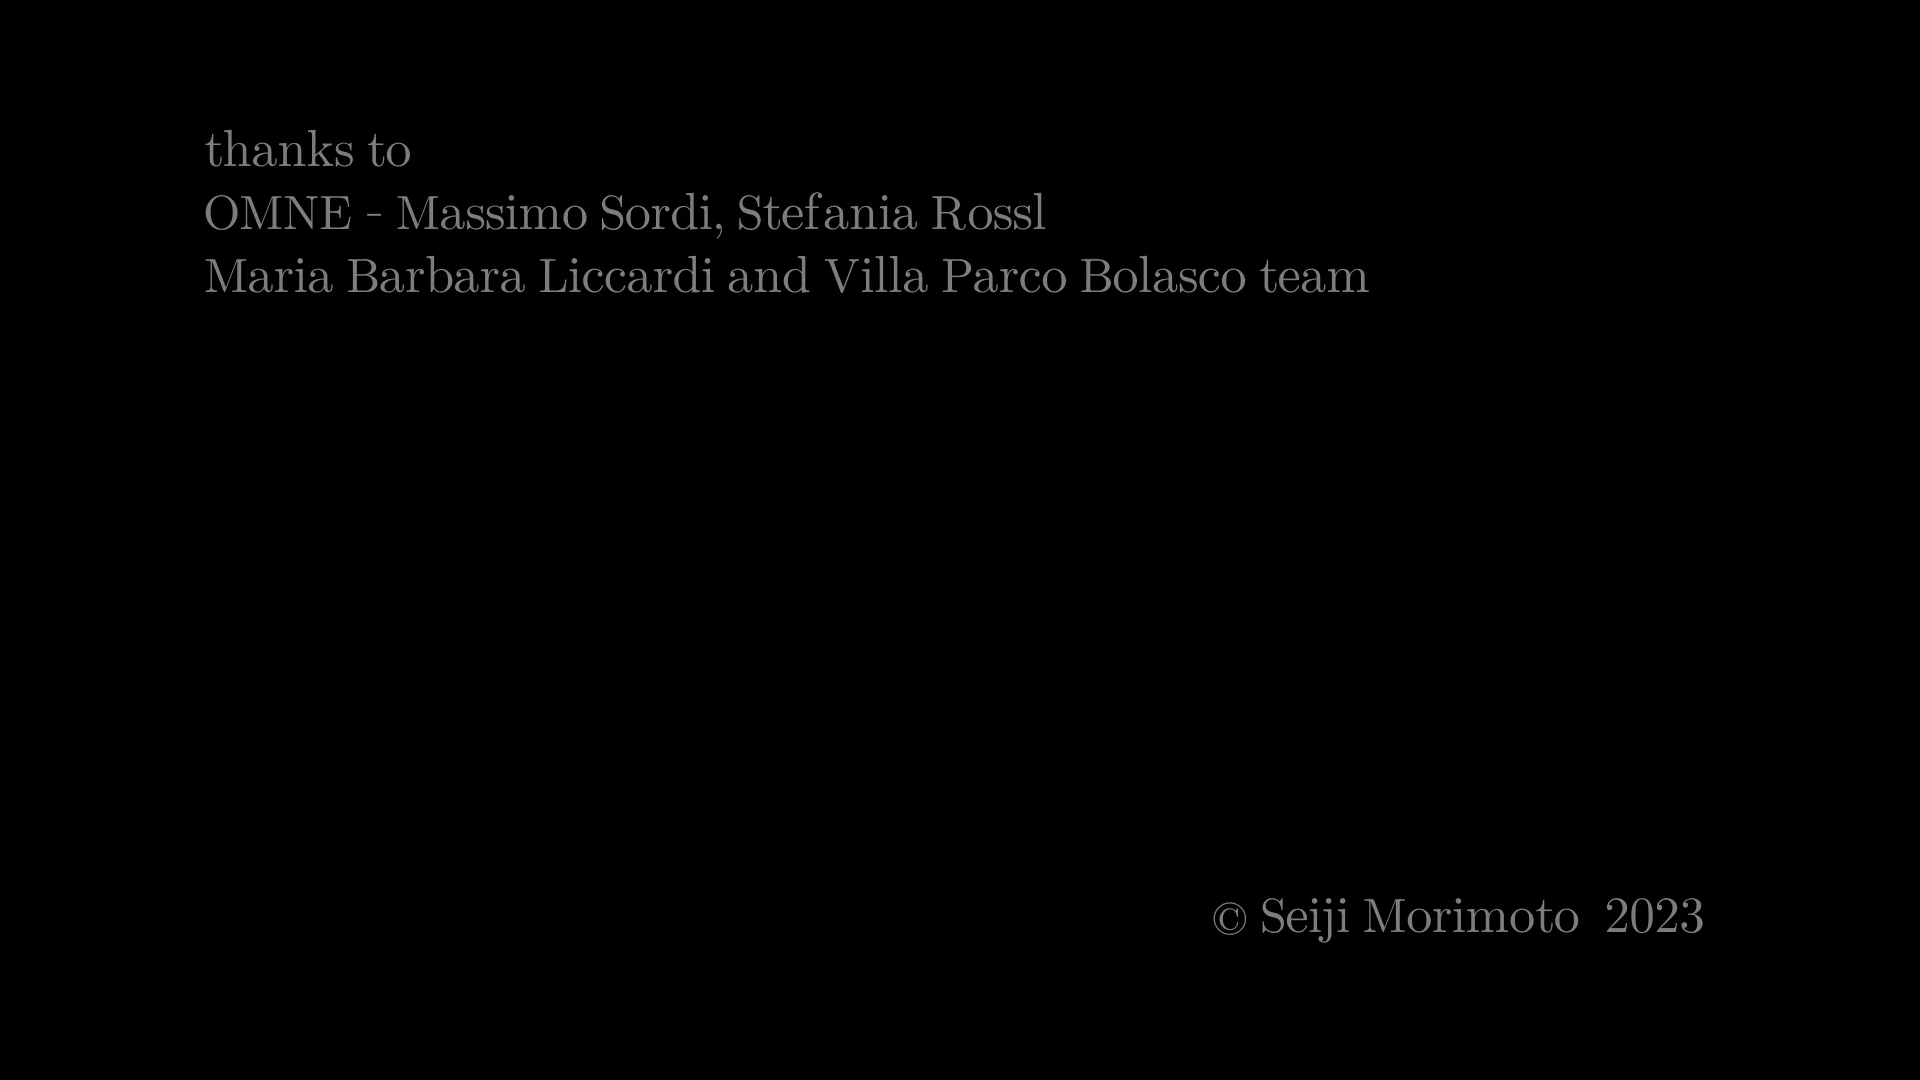 thanks to
OMNE - Massimo Sordi, Stefania Rossl
Maria Barbara Liccardi and Villa Parco Bolasco team
© Seiji Morimoto  2023